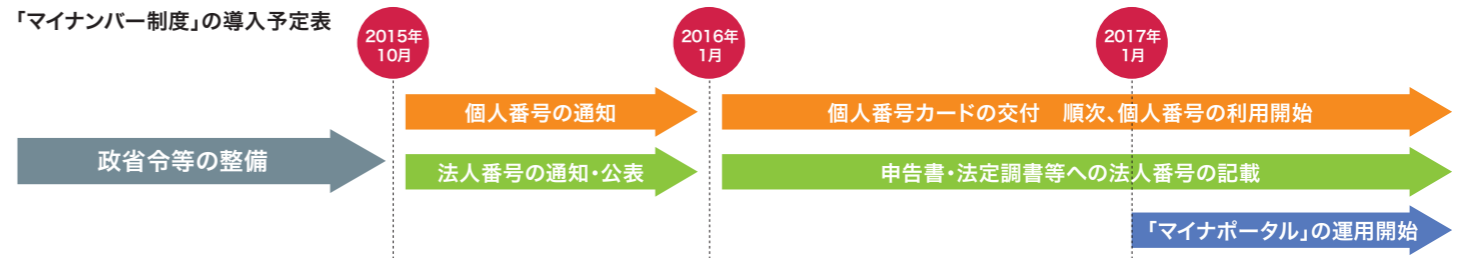 「マイナンバー制度」の導入予定表
2015年
10月
2016年
1月
2017年
1月
個人番号の通知
個人番号カードの交付　順次、個人番号の利用開始
政省令等の整備
法人番号の通知・公表
申告書・法定調書等への法人番号の記載
「マイナポータル」の運用開始